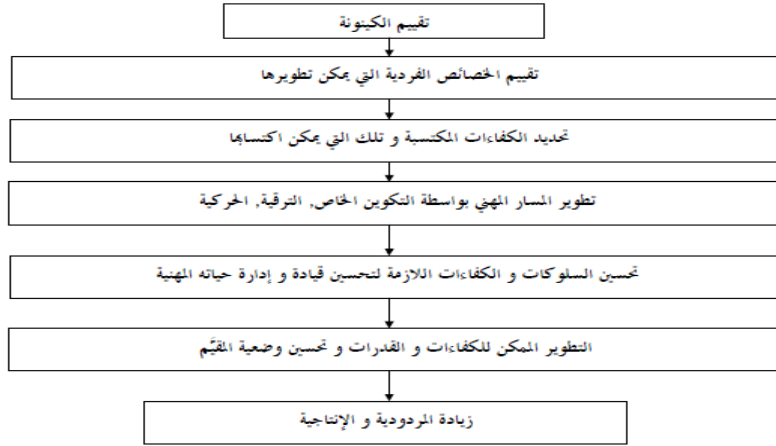 تقييم الكينونة
تقييم الخصائص الفردية التي يمكن تطويرها
تحديد الكفاءات المكتسبة و تلك التي يمكن اكتسابها
تطوير المسار المهني بواسطة التكوين الخاص, الترقية, الحركية
تحسين السلوكات و الكفاءات اللازمة لتحسين قيادة و إدارة حياته المهنية
التطوير الممكن للكفاءات و القدرات و تحسين وضعية المقيَّم
زيادة المردودية و الإنتاجية